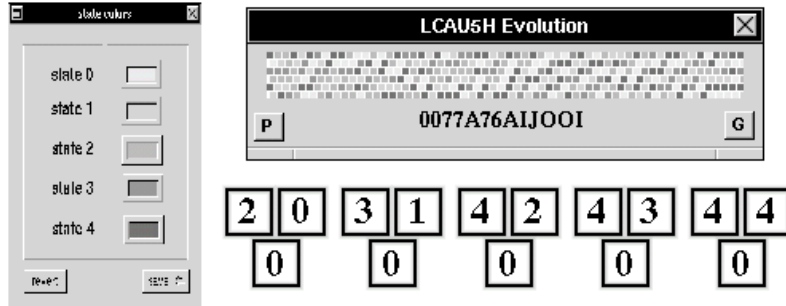 state colors
state 0
state 1
state 2
state 3
state 4
revert
LCAU5H Evolution
P
0077A76AIJOOI
G
2 0 3 1 4 2 4 3 4 4
0 0 0 0 0